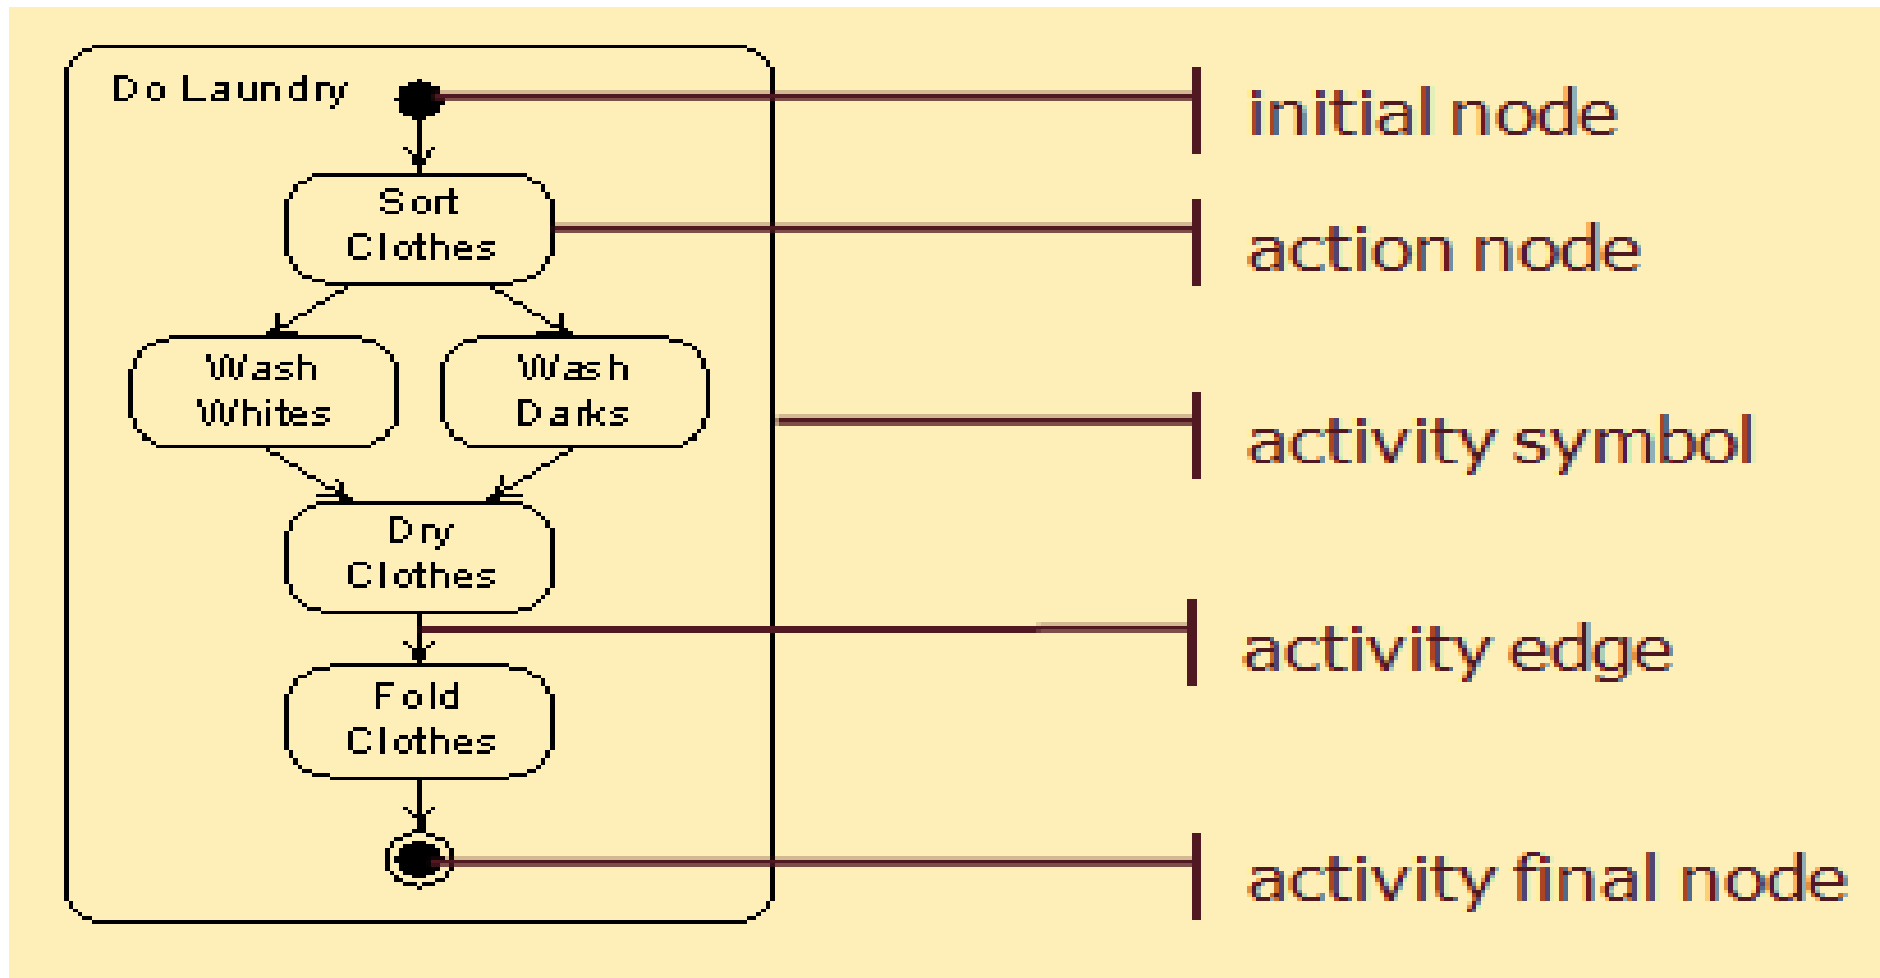 Do Laundry
initial node
Sort
Clothes
action node
Wash
Whites
Wash
Darks
activity symbol
Dry
Clothes
activity edge
Fold
Clothes
activity final node